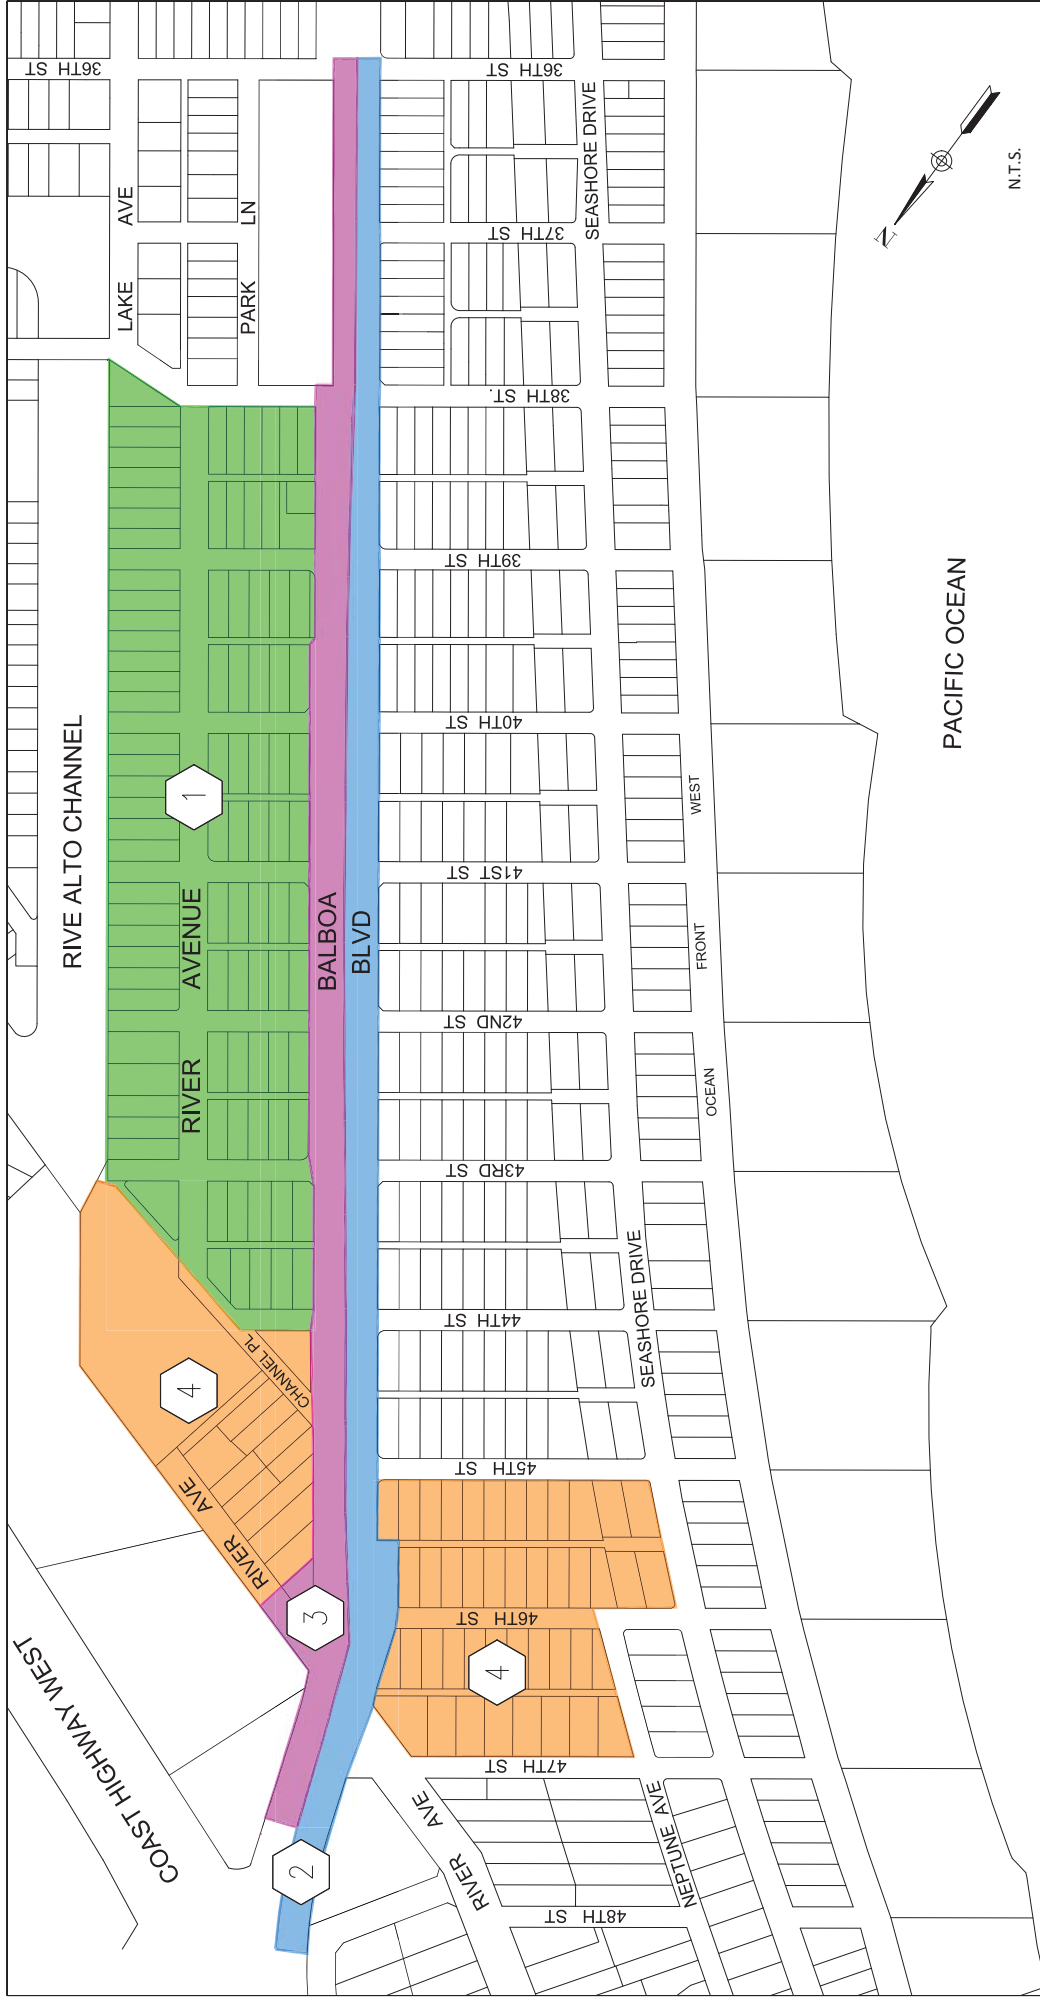 36TH ST
36TH ST
SEASHORE DRIVE
N
N.T.S.
LAKE AVE
PARK LN
37TH ST
38TH ST.
RIVE ALTO CHANNEL
39TH ST
40TH ST
PACIFIC OCEAN
1
RIVER AVENUE
BALBOA
BLVD
41ST ST
42ND ST
OCEAN FRONT WEST
43RD ST
44TH ST
SEASHORE DRIVE
CHANNEL PL
4
RIVER AVE
45TH ST
3
46TH ST
4
COAST HIGHWAY WEST
47TH ST
2
RIVER AVE
NEPTUNE AVE
48TH ST